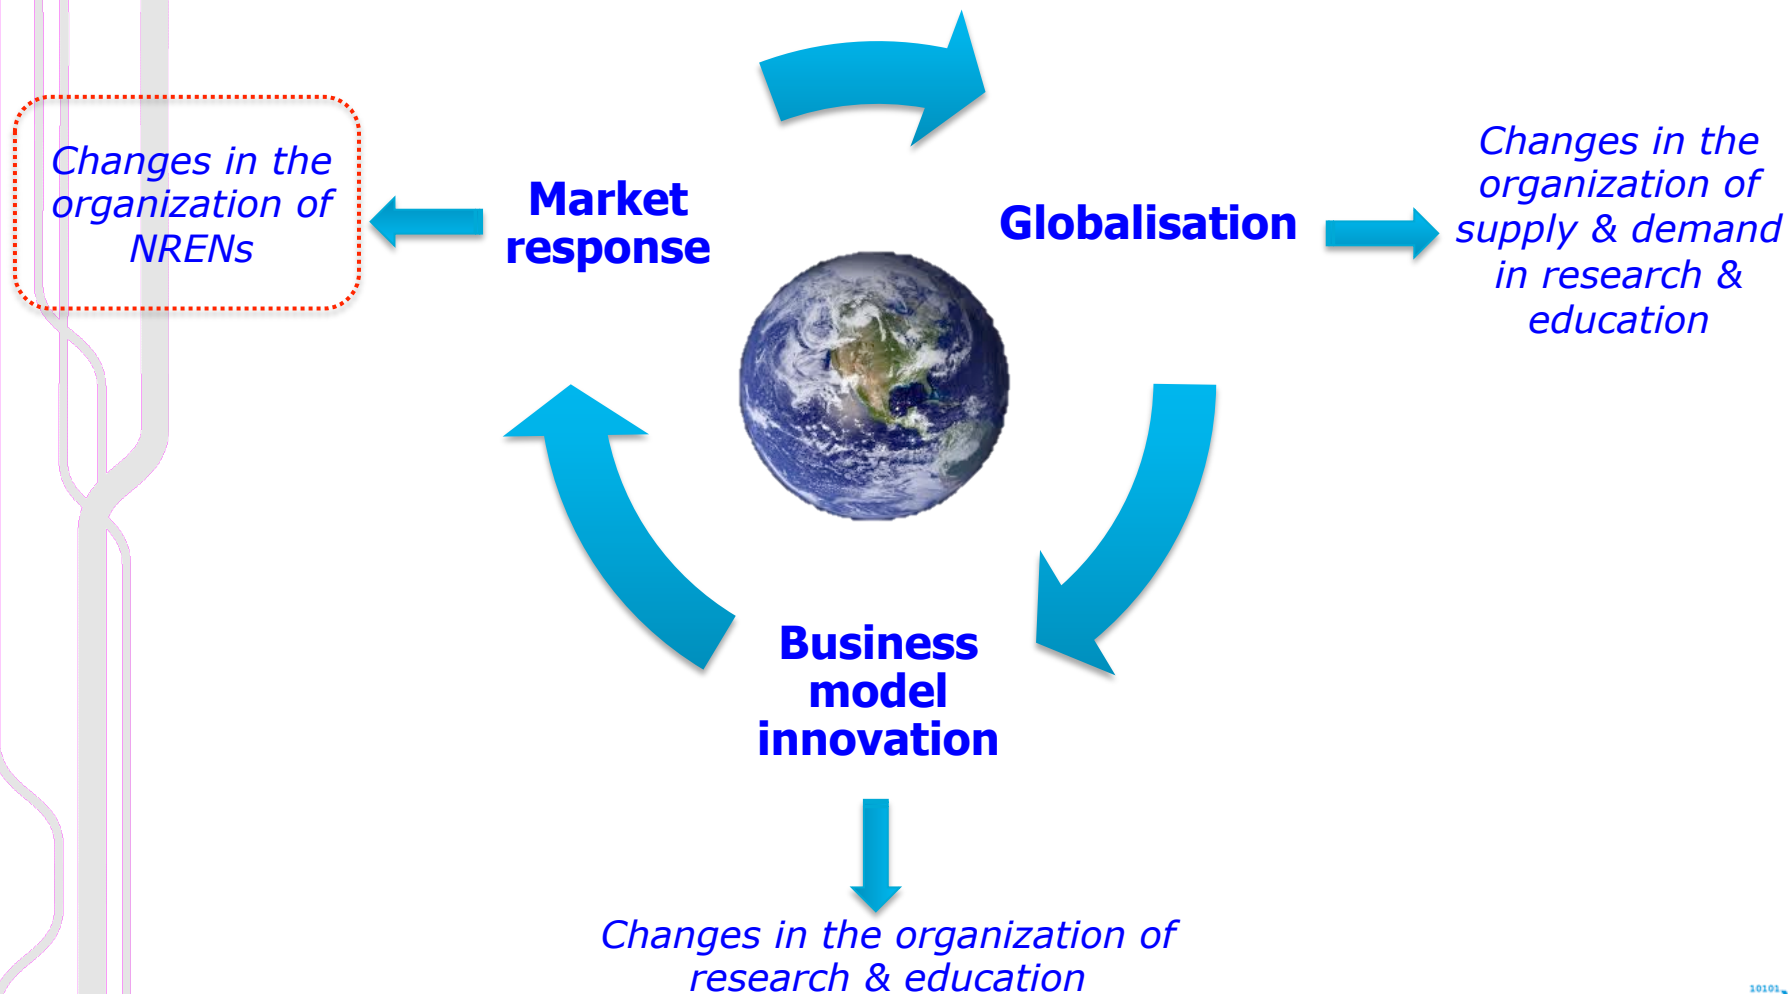 Changes in the
organization of
NRENs
Market
response
Globalisation
Changes in the
organization of
supply & demand
in research &
education
Business
model
innovation
Changes in the organization of
research & education
10101